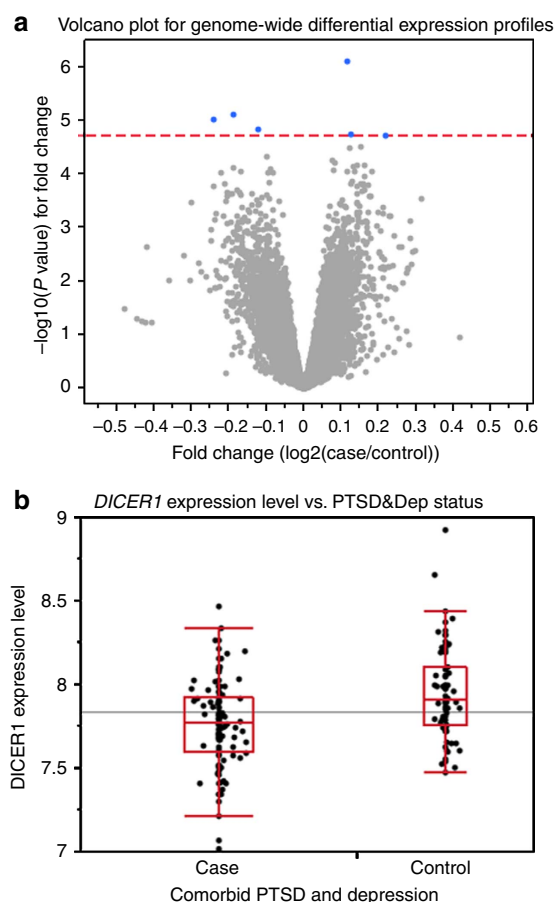 a
Volcano plot for genome-wide differential expression profiles
−log10(P value) for fold change
6
5
4
3
2
1
0
−0.5 −0.4 −0.3 −0.2 −0.1 0 0.1 0.2 0.3 0.4 0.5 0.6
Fold change (log2(case/control))
b
DICER1 expression level vs. PTSD&Dep status
DICER1 expression level
9
8.5
8
7.5
7
Case Control
Comorbid PTSD and depression